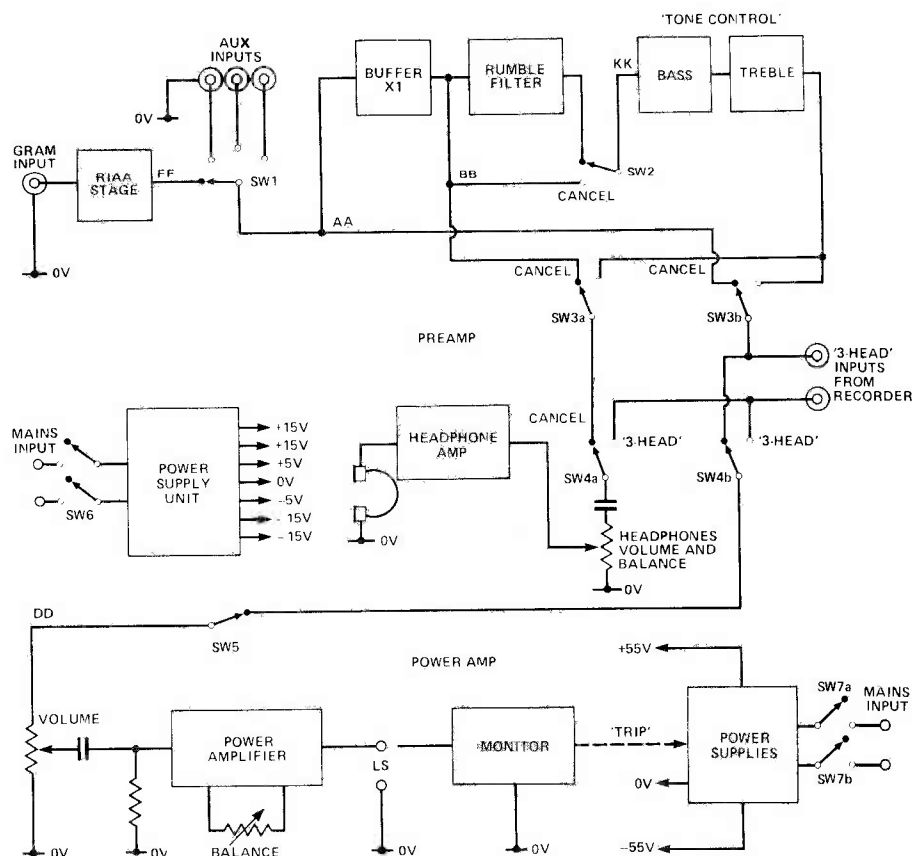 'TONE CONTROL'
AUX
INPUTS
BUFFER
X1
RUMBLE
FILTER
KK
BASS
TREBLE
0V
GRAM
INPUT
RIAA
STAGE
FF
SW1
SW2
BB
CANCEL
AA
0V
CANCEL
CANCEL
SW3a
SW3b
PREAMP
'3-HEAD'
INPUTS
FROM
RECORDER
MAINS
INPUT
SW6
POWER
SUPPLY
UNIT
+15V
+15V
+5V
0V
-5V
-15V
-15V
HEADPHONE
AMP
0V
CANCEL
'3-HEAD'
'3-HEAD'
SW4a
SW4b
HEADPHONES
VOLUME AND
BALANCE
0V
DD
SW5
POWER AMP
+55V
SW7a
MAINS
INPUT
VOLUME
POWER
AMPLIFIER
LS
MONITOR
'TRIP'
POWER
SUPPLIES
SW7b
0V
0V
0V
BALANCE
0V
0V
-55V